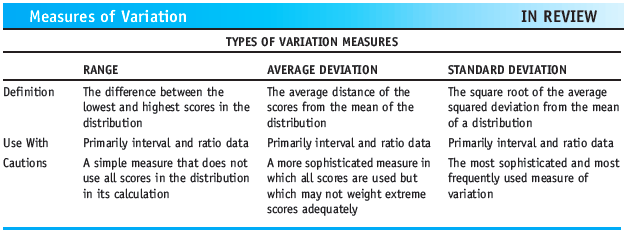 Measures of Variation IN REVIEW
TYPES OF VARIATION MEASURES
RANGE AVERAGE DEVIATION STANDARD DEVIATION
Definition The difference between the The average distance of the The square root of the average
lowest and highest scores in the scores from the mean of the squared deviation from the mean
distribution distribution of a distribution
Use With Primarily interval and ratio data Primarily interval and ratio data Primarily interval and ratio data
Cautions A simple measure that does not A more sophisticated measure in The most sophisticated and most
use all scores in the distribution which all scores are used but frequently used measure of
in its calculation which may not weight extreme variation
scores adequately